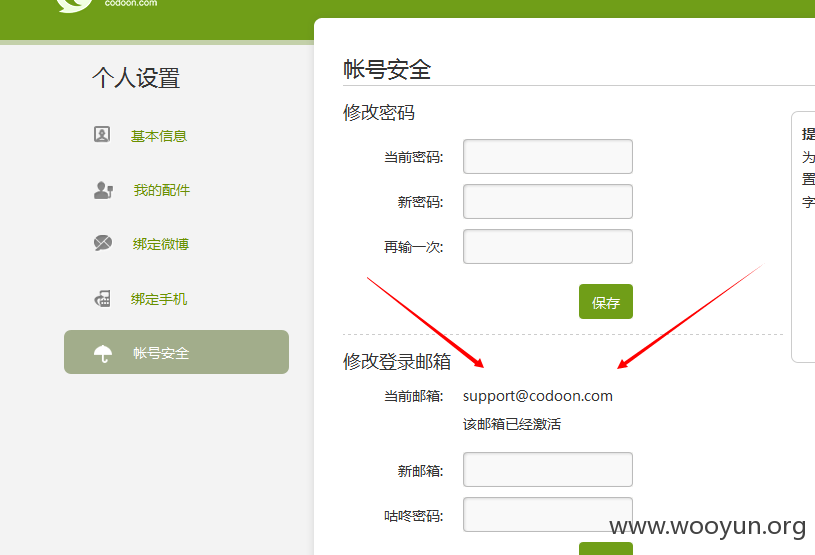 codoon.com
个人设置
基本信息
我的配件
绑定微博
绑定手机
帐号安全
帐号安全
修改密码
当前密码:
新密码:
再输一次:
保存
提
为
置
字
修改登录邮箱
当前邮箱: support@codoon.com
该邮箱已经激活
新邮箱:
咕咚密码:
www.wooyun.org